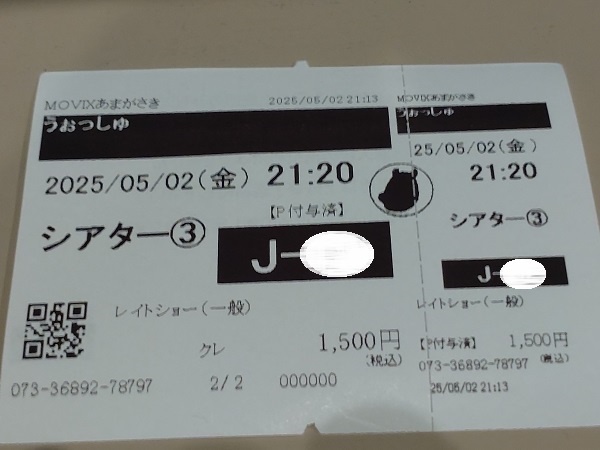 MOVIXあまがさき 2025/05/02 21:13
うぉっしゅ
2025/05/02(金) 21:20
【P付与済】
シアター③
J-
レイトショー(一般)
1,500円
(税込)
クレ
073-36892-78797 2/2 000000
MOVIXあまがさき
うぉっしゅ
25/05/02(金)
21:20
シアター③
J-
レイトショー(一般)
【P付与済】 1,500円
073-36892-78797 (税込)
25/05/02 21:13